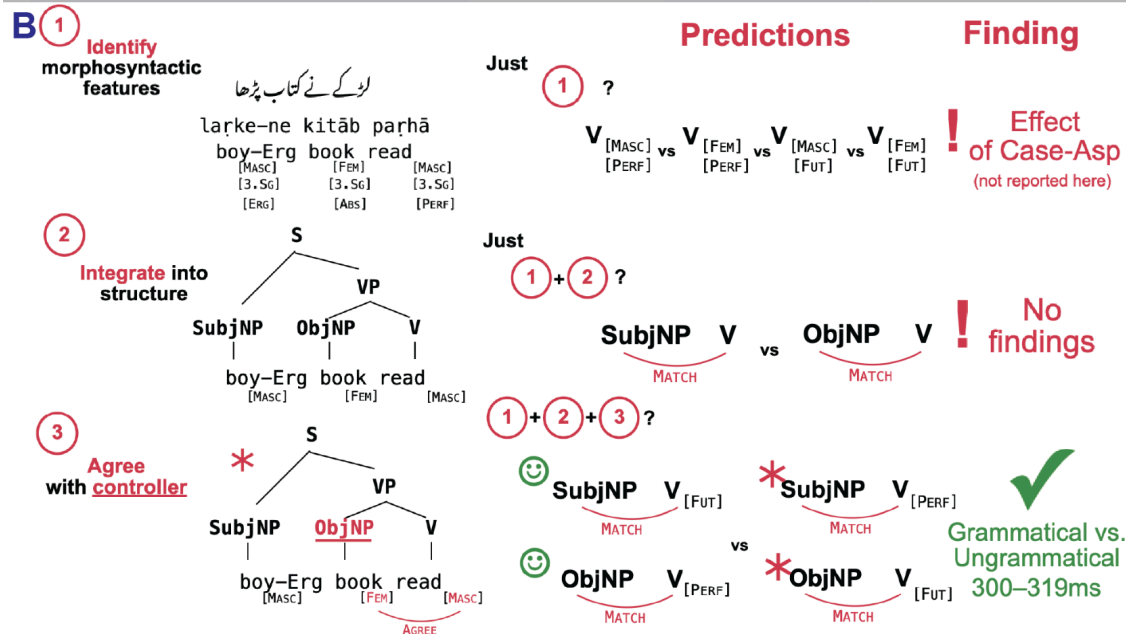 B
1
Identify
morphosyntactic
features
لڑکے نے کتاب پڑھا
laṛke-ne kitāb paṛhā
boy-Erg book read
[MASC] [FEM] [MASC]
[3.SG] [3.SG] [3.SG]
[ERG] [ABS] [PERF]
Predictions
Finding
Just
1 ?
V[MASC] [PERF] vs V[FEM] [PERF] vs V[MASC] [FUT] vs V[FEM] [FUT]
! Effect
of Case-Asp
(not reported here)
2
Integrate into
structure
S
VP
SubjNP ObjNP V
boy-Erg book read
[MASC] [FEM] [MASC]
Just
1 + 2 ?
SubjNP V vs ObjNP V
MATCH MATCH
! No
findings
3
Agree
with controller
*
S
VP
SubjNP ObjNP V
boy-Erg book read
[MASC] [FEM] [MASC]
AGREE
1 + 2 + 3 ?
SubjNP V[FUT] *SubjNP V[PERF]
MATCH MATCH
vs
ObjNP V[PERF] *ObjNP V[FUT]
MATCH MATCH
Grammatical vs.
Ungrammatical
300–319ms